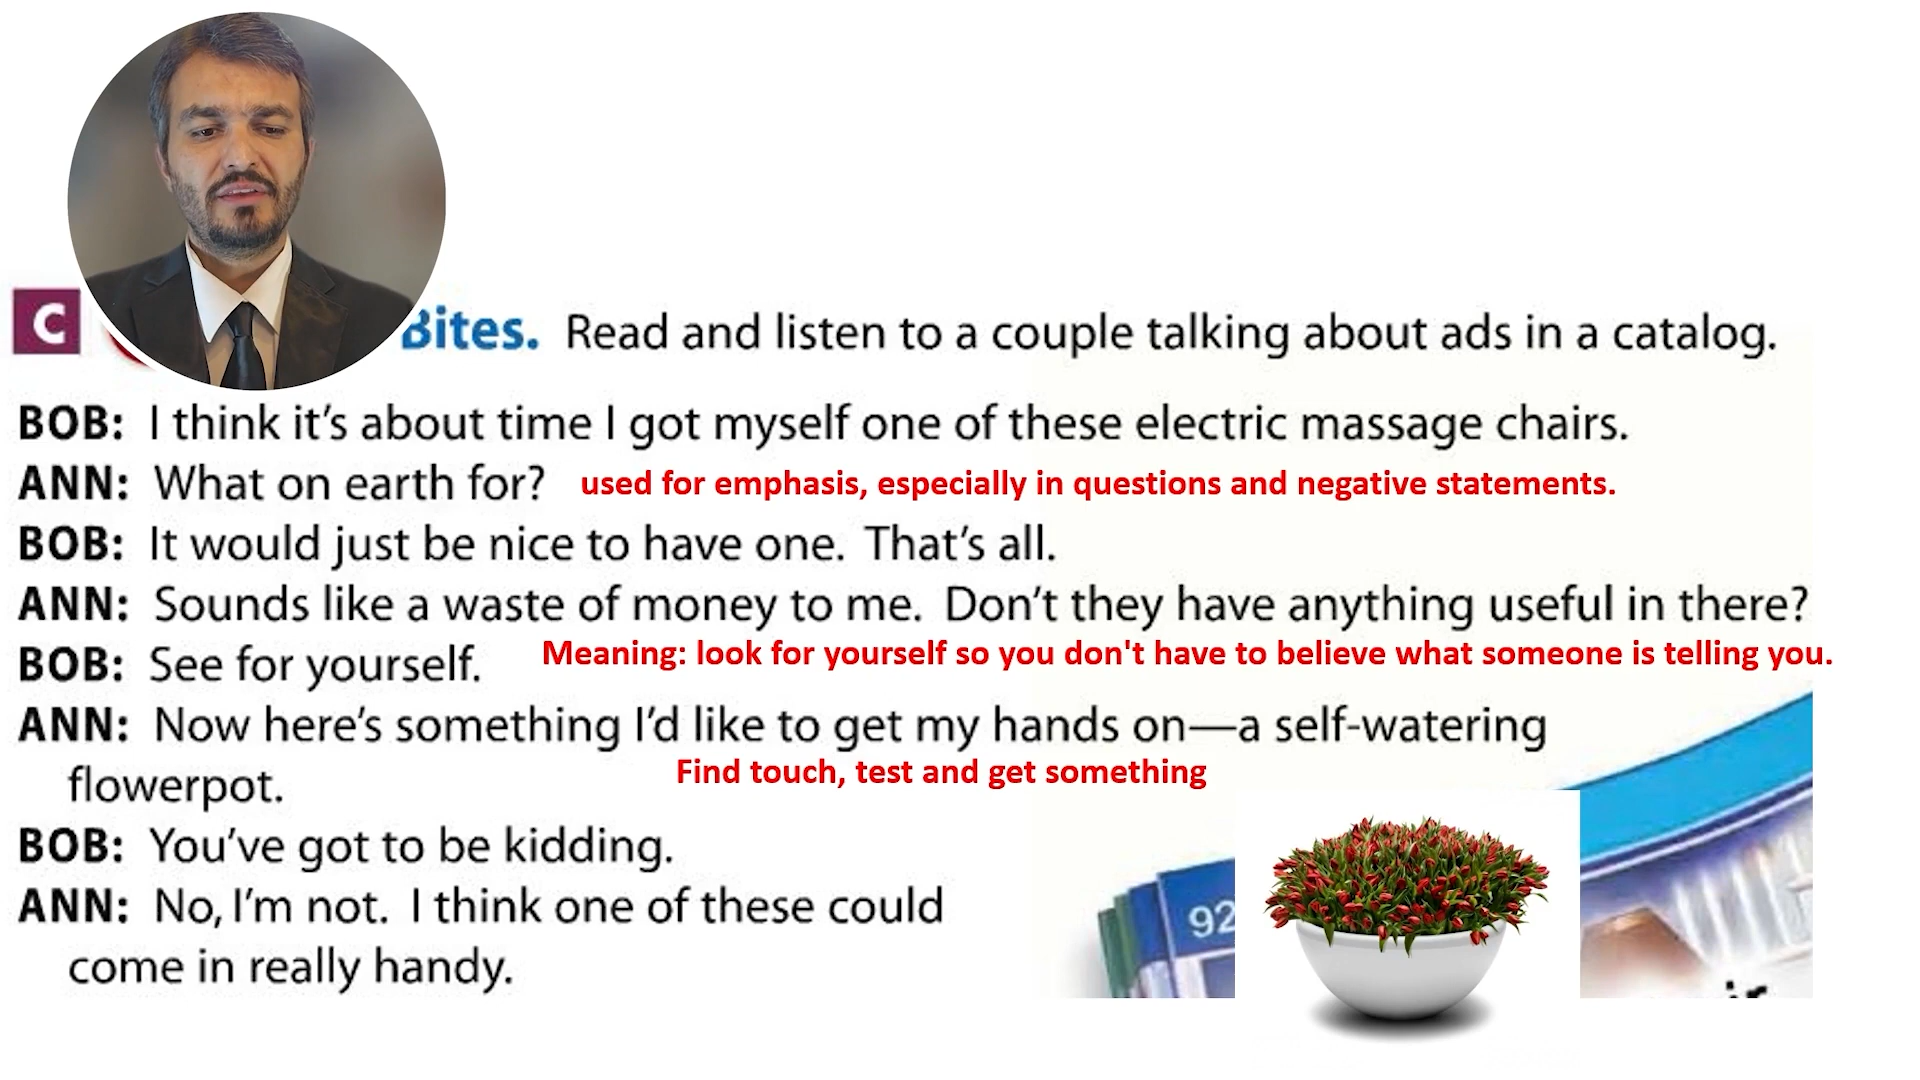 C Bites. Read and listen to a couple talking about ads in a catalog.
BOB: I think it's about time I got myself one of these electric massage chairs.
ANN: What on earth for? used for emphasis, especially in questions and negative statements.
BOB: It would just be nice to have one. That's all.
ANN: Sounds like a waste of money to me. Don't they have anything useful in there?
BOB: See for yourself. Meaning: look for yourself so you don't have to believe what someone is telling you.
ANN: Now here's something I'd like to get my hands on—a self-watering
Find touch, test and get something
flowerpot.
BOB: You've got to be kidding.
ANN: No, I'm not. I think one of these could
92
come in really handy.